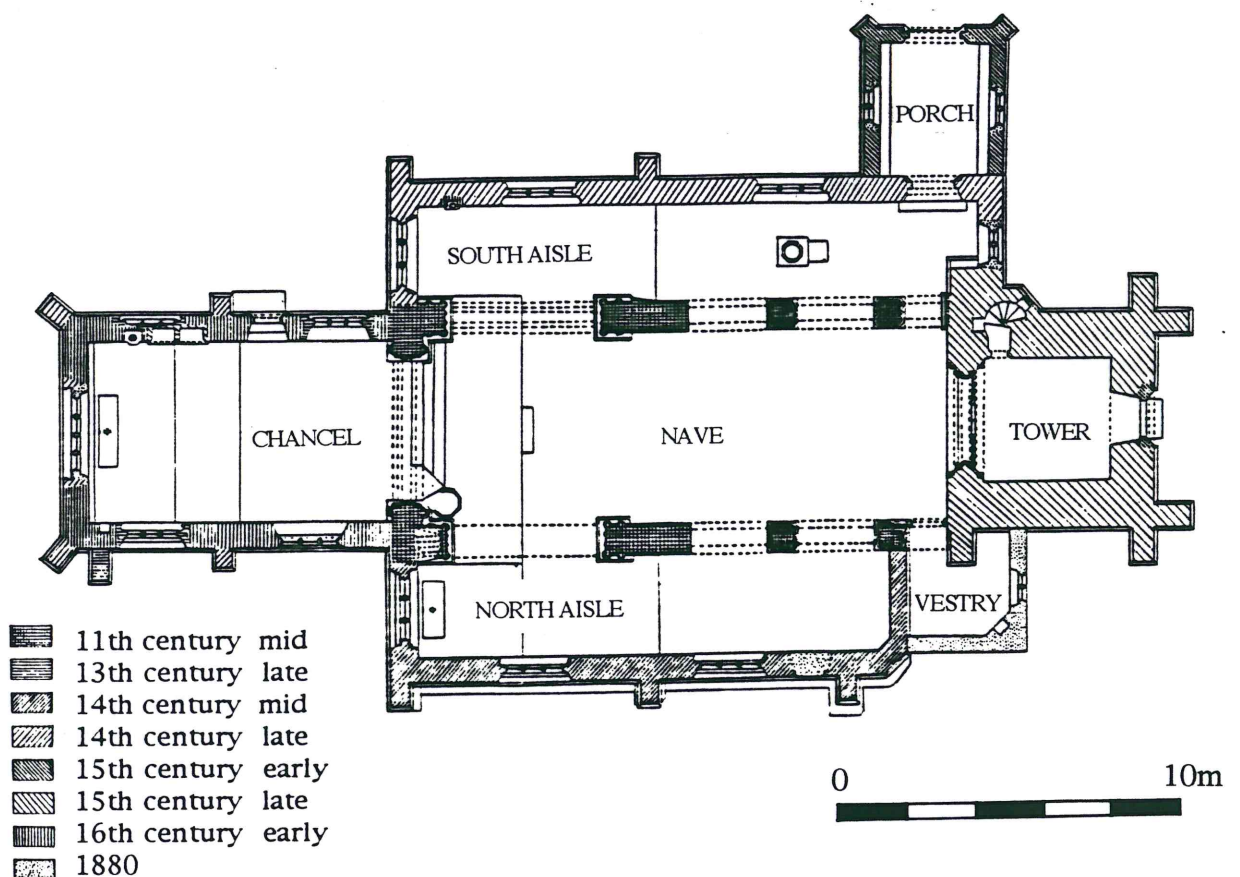 PORCH
SOUTH AISLE
CHANCEL
NAVE
TOWER
NORTH AISLE
VESTRY
11th century mid
13th century late
14th century mid
14th century late
15th century early
15th century late
16th century early
1880
0 10m